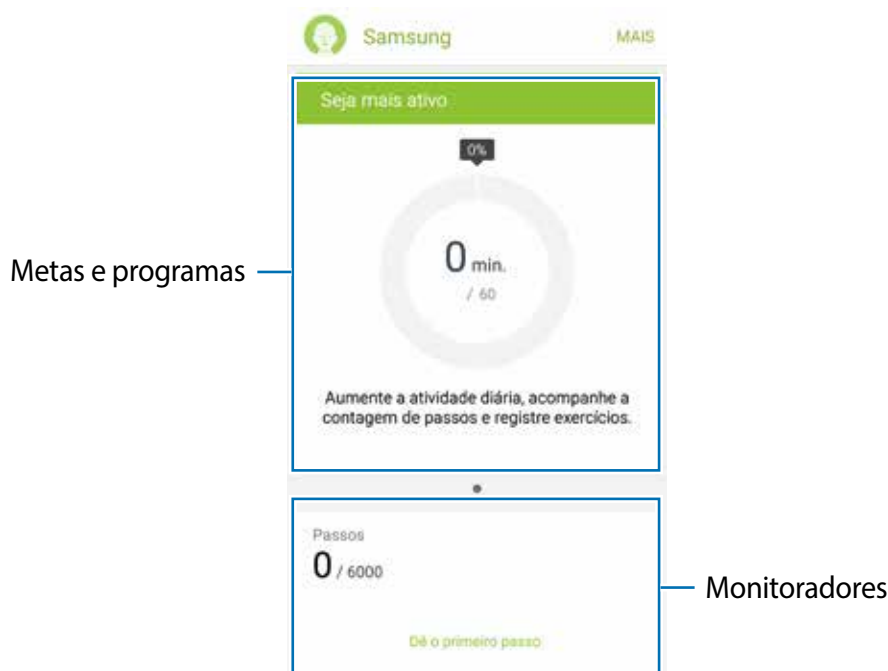 Samsung
MAIS
Seja mais ativo
0%
0 min.
/ 60
Metas e programas
Aumente a atividade diária, acompanhe a
contagem de passos e registre exercícios.
Passos
0 / 6000
Monitoradores
Dê o primeiro passo